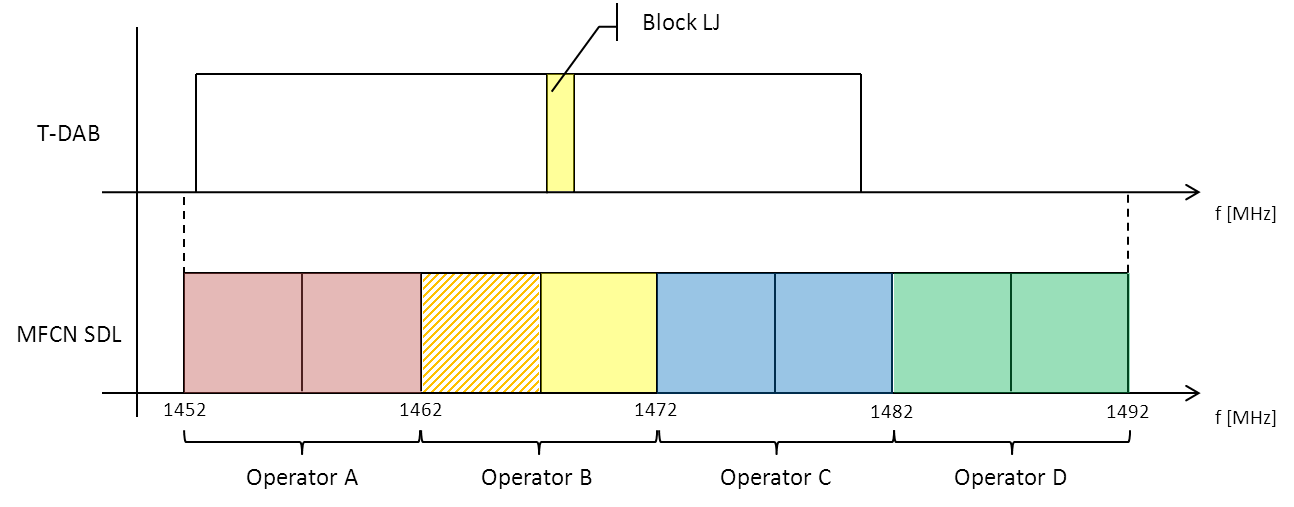 Block LJ
T-DAB
f [MHz]
MFCN SDL
1452 1462 1472 1482 1492
f [MHz]
Operator A Operator B Operator C Operator D